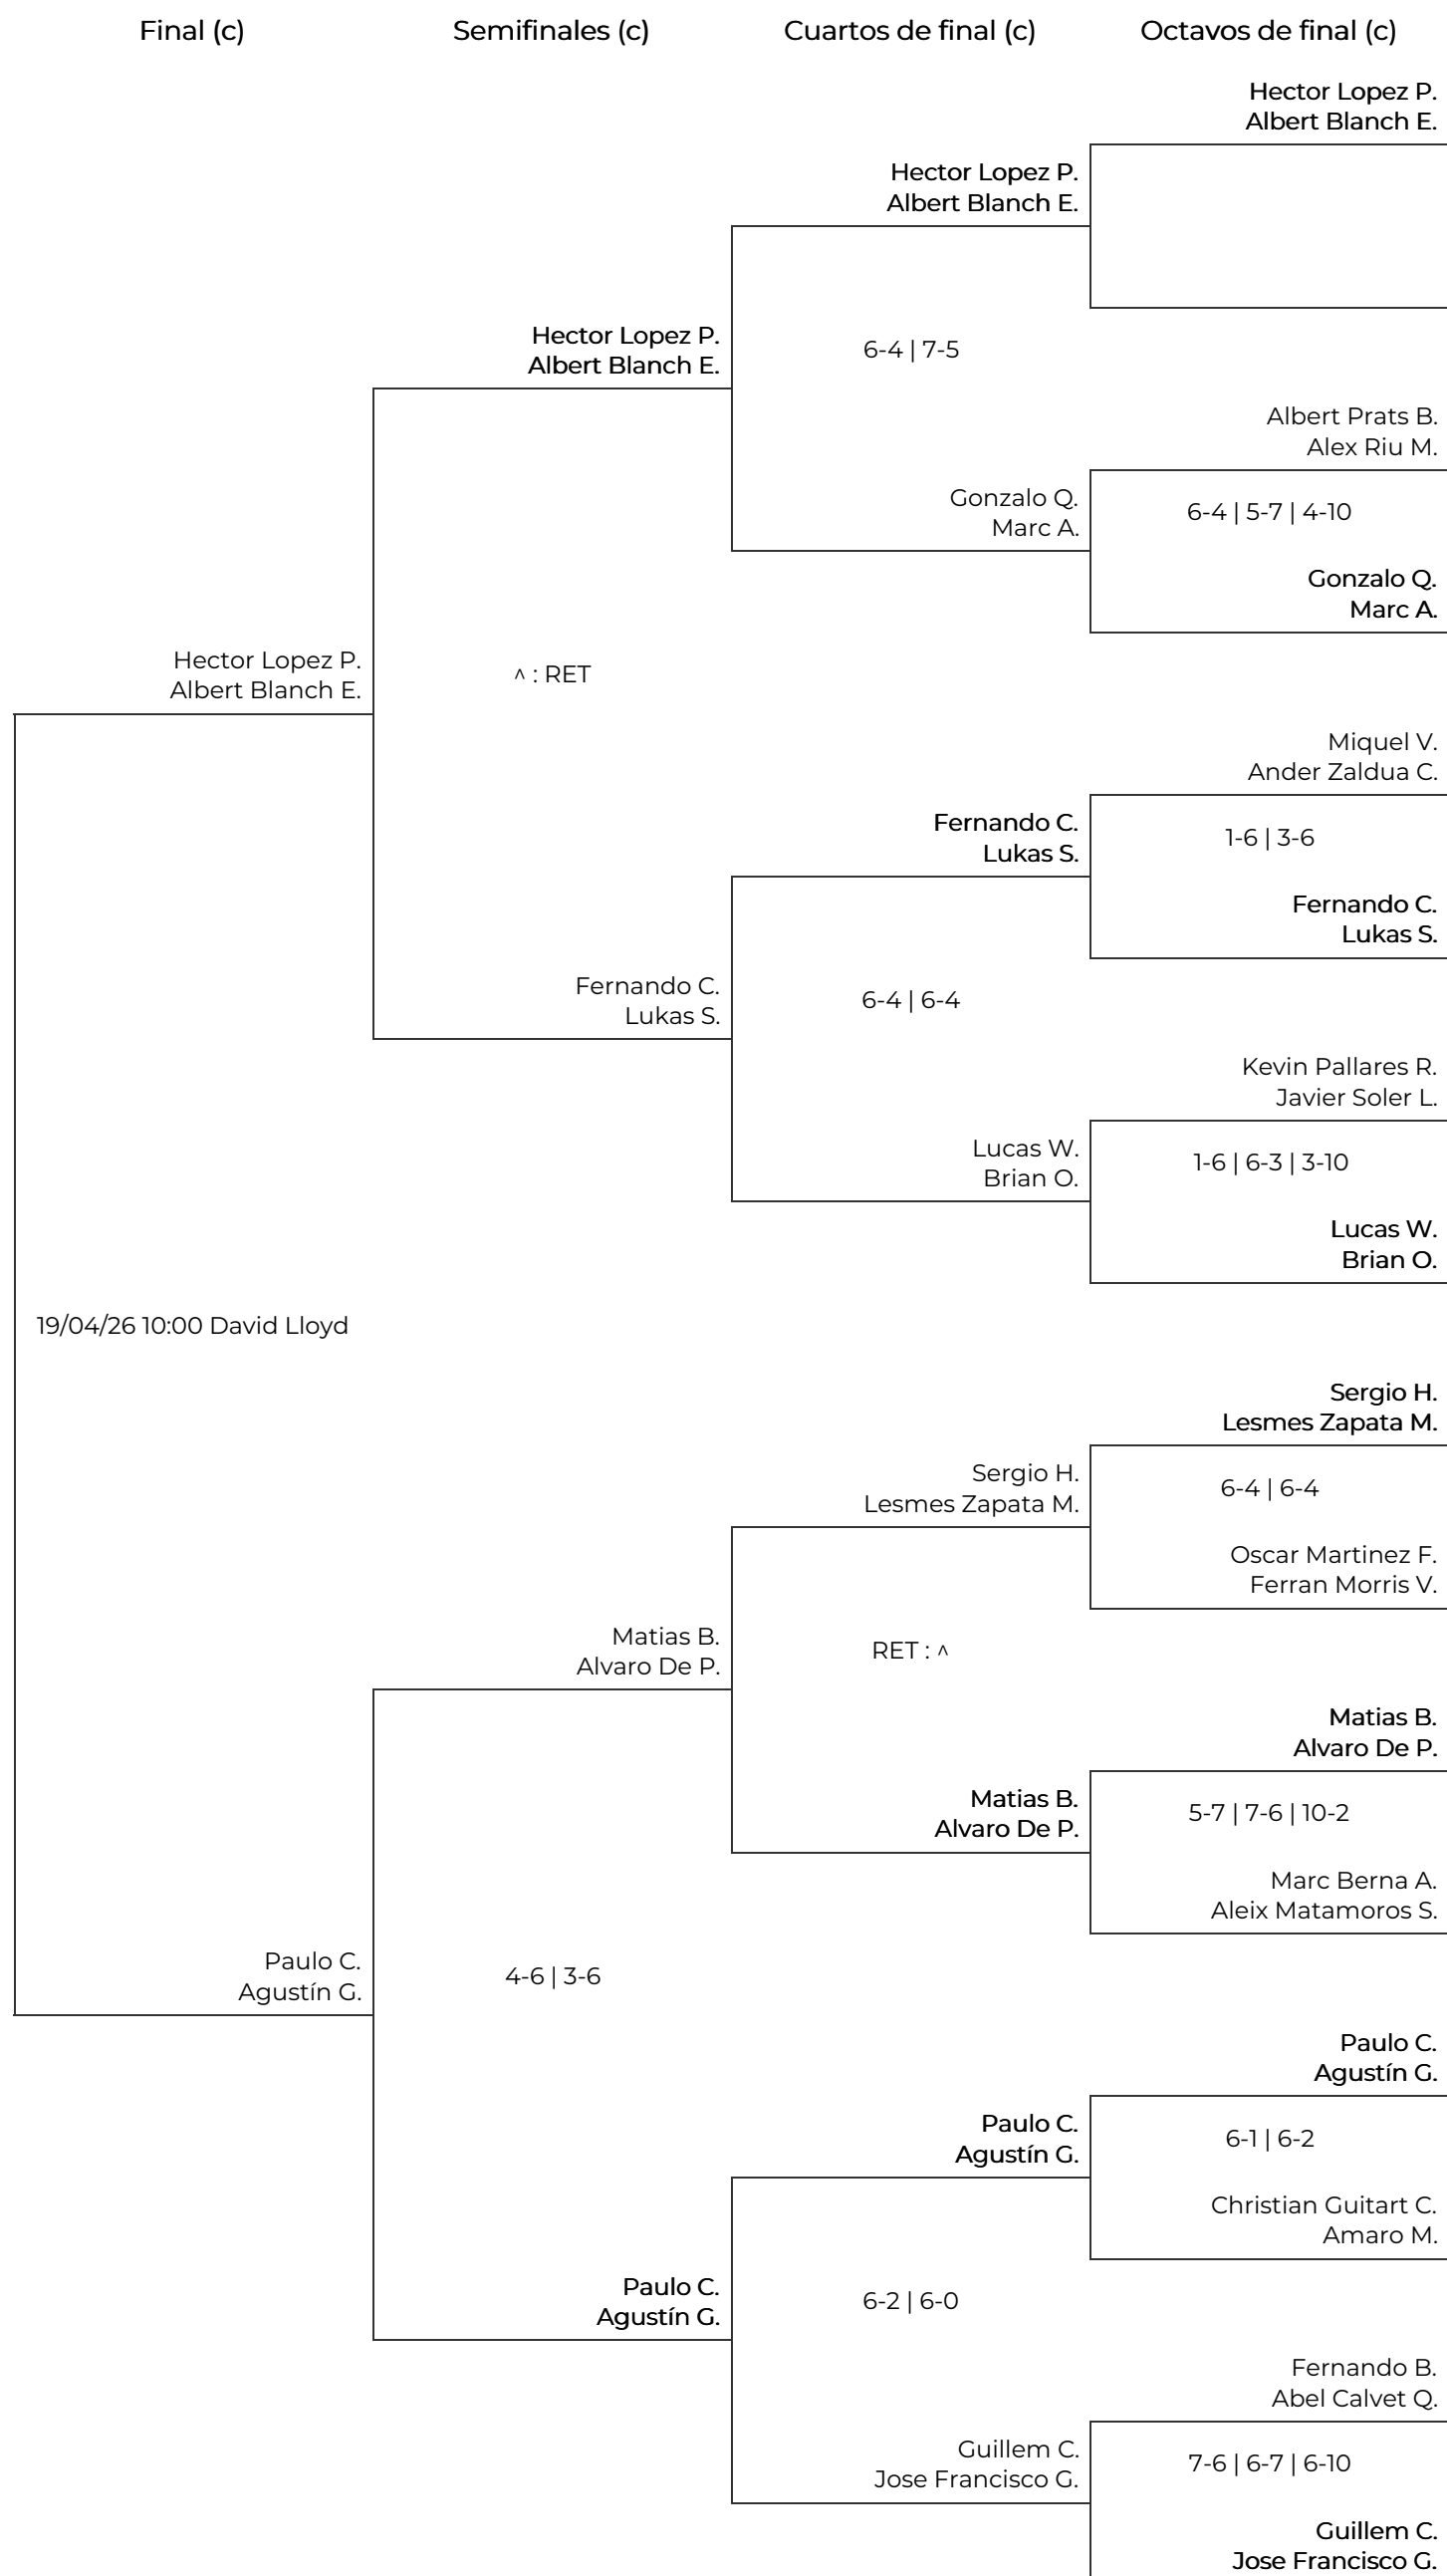 Final (c)
Semifinales (c)
Cuartos de final (c)
Octavos de final (c)
Hector Lopez P.
Albert Blanch E.
Hector Lopez P.
Albert Blanch E.
Hector Lopez P.
Albert Blanch E.
6-4 | 7-5
Albert Prats B.
Alex Riu M.
Gonzalo Q.
Marc A.
6-4 | 5-7 | 4-10
Gonzalo Q.
Marc A.
Hector Lopez P.
Albert Blanch E.
^ : RET
Miquel V.
Ander Zaldua C.
Fernando C.
Lukas S.
1-6 | 3-6
Fernando C.
Lukas S.
Fernando C.
Lukas S.
6-4 | 6-4
Kevin Pallares R.
Javier Soler L.
Lucas W.
Brian O.
1-6 | 6-3 | 3-10
Lucas W.
Brian O.
19/04/26 10:00 David Lloyd
Sergio H.
Lesmes Zapata M.
Sergio H.
Lesmes Zapata M.
6-4 | 6-4
Oscar Martinez F.
Ferran Morris V.
Matias B.
Alvaro De P.
RET : ^
Matias B.
Alvaro De P.
Matias B.
Alvaro De P.
5-7 | 7-6 | 10-2
Marc Berna A.
Aleix Matamoros S.
Paulo C.
Agustín G.
4-6 | 3-6
Paulo C.
Agustín G.
Paulo C.
Agustín G.
6-1 | 6-2
Christian Guitart C.
Amaro M.
Paulo C.
Agustín G.
6-2 | 6-0
Fernando B.
Abel Calvet Q.
Guillem C.
Jose Francisco G.
7-6 | 6-7 | 6-10
Guillem C.
Jose Francisco G.